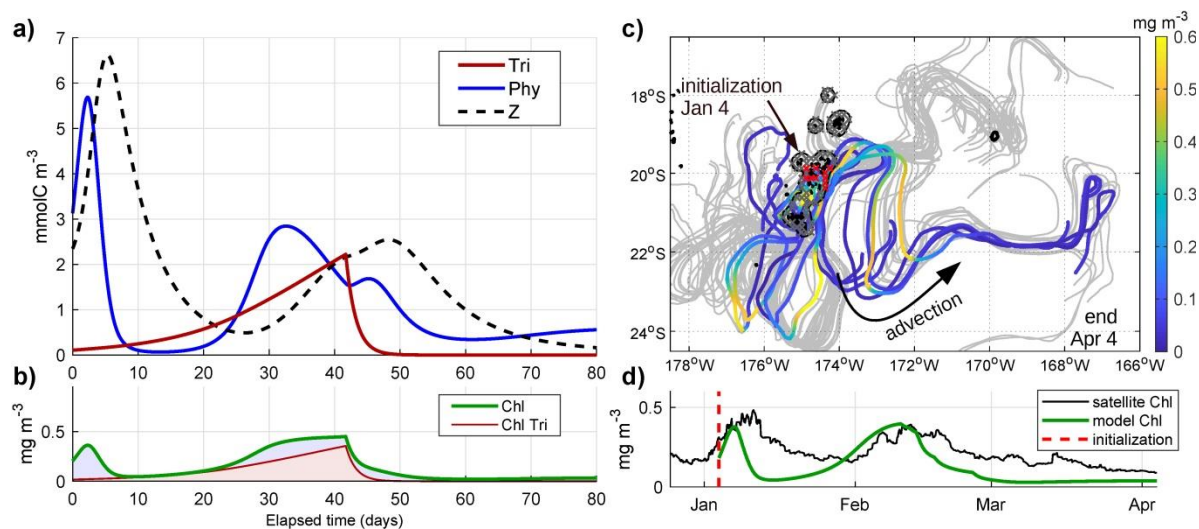 a)
7
6
5
4
3
2
1
0
mmolC m⁻³
Tri
Phy
Z
0 10 20 30 40 50 60 70 80
b)
mg m⁻³
0.5
0
Chl
Chl Tri
0 10 20 30 40 50 60 70 80
Elapsed time (days)
c)
mg m⁻³
initialization
Jan 4
18°S
20°S
22°S
24°S
advection
end
Apr 4
178°W 176°W 174°W 172°W 170°W 168°W 166°W
0.6
0.5
0.4
0.3
0.2
0.1
0
d)
mg m⁻³
0.5
0
satellite Chl
model Chl
initialization
Jan Feb Mar Apr